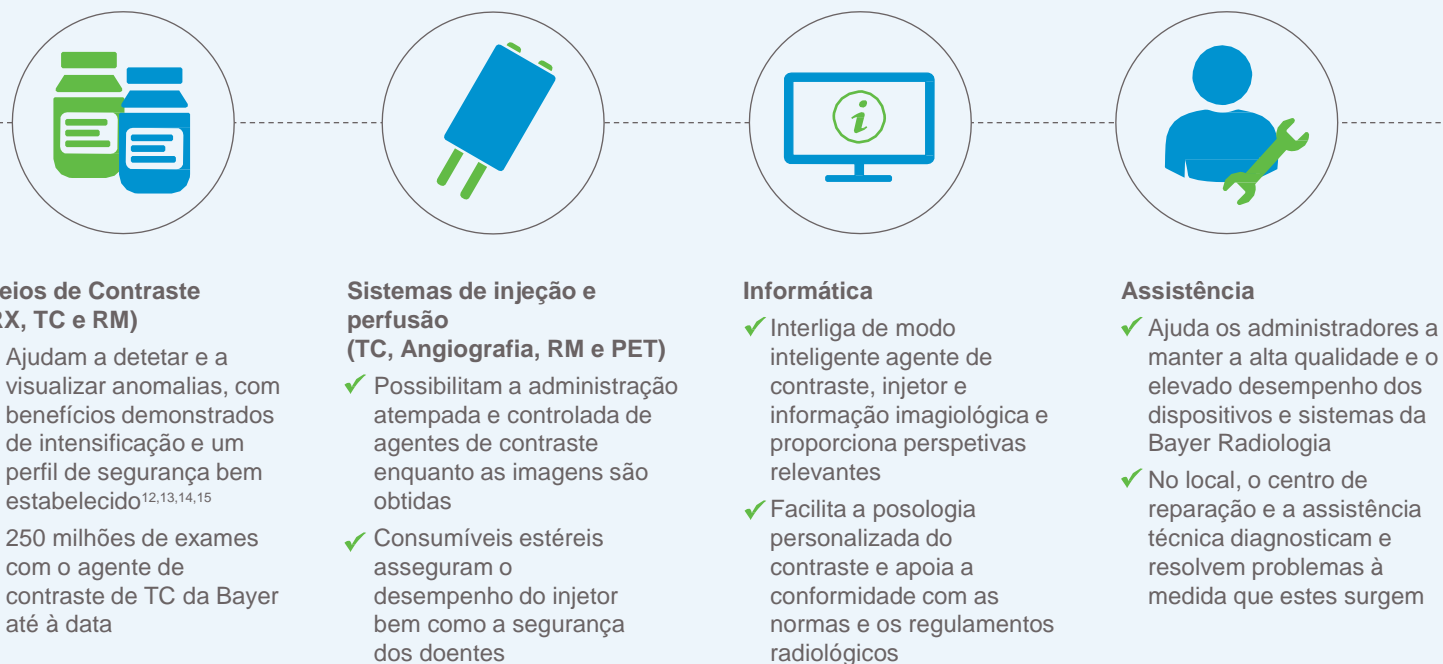 eios de Contraste
RX, TC e RM)
Ajudam a detetar e a
visualizar anomalias, com
benefícios demonstrados
de intensificação e um
perfil de segurança bem
estabelecido12,13,14,15
250 milhões de exames
com o agente de
contraste de TC da Bayer
até à data
Sistemas de injeção e
perfusão
(TC, Angiografia, RM e PET)
Possibilitam a administração
atempada e controlada de
agentes de contraste
enquanto as imagens são
obtidas
Consumíveis estéreis
asseguram o
desempenho do injetor
bem como a segurança
dos doentes
i
Informática
Interliga de modo
inteligente agente de
contraste, injetor e
informação imagiológica e
proporciona perspetivas
relevantes
Facilita a posologia
personalizada do
contraste e apoia a
conformidade com as
normas e os regulamentos
radiológicos
Assistência
Ajuda os administradores a
manter a alta qualidade e o
elevado desempenho dos
dispositivos e sistemas da
Bayer Radiologia
No local, o centro de
reparação e a assistência
técnica diagnosticam e
resolvem problemas à
medida que estes surgem